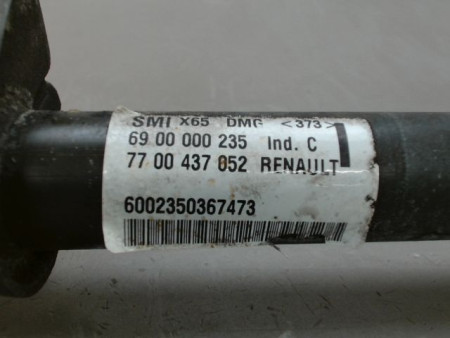 SMI X65 DMG <373>
69 00 000 235 Ind. C
77 00 437 052 RENAULT
6002350367473